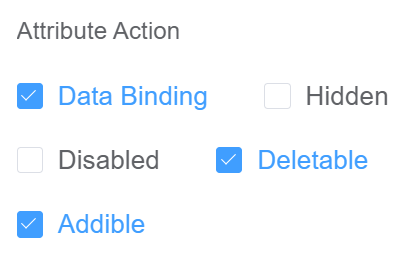 Attribute Action
Data Binding Hidden
Disabled Deletable
Addible